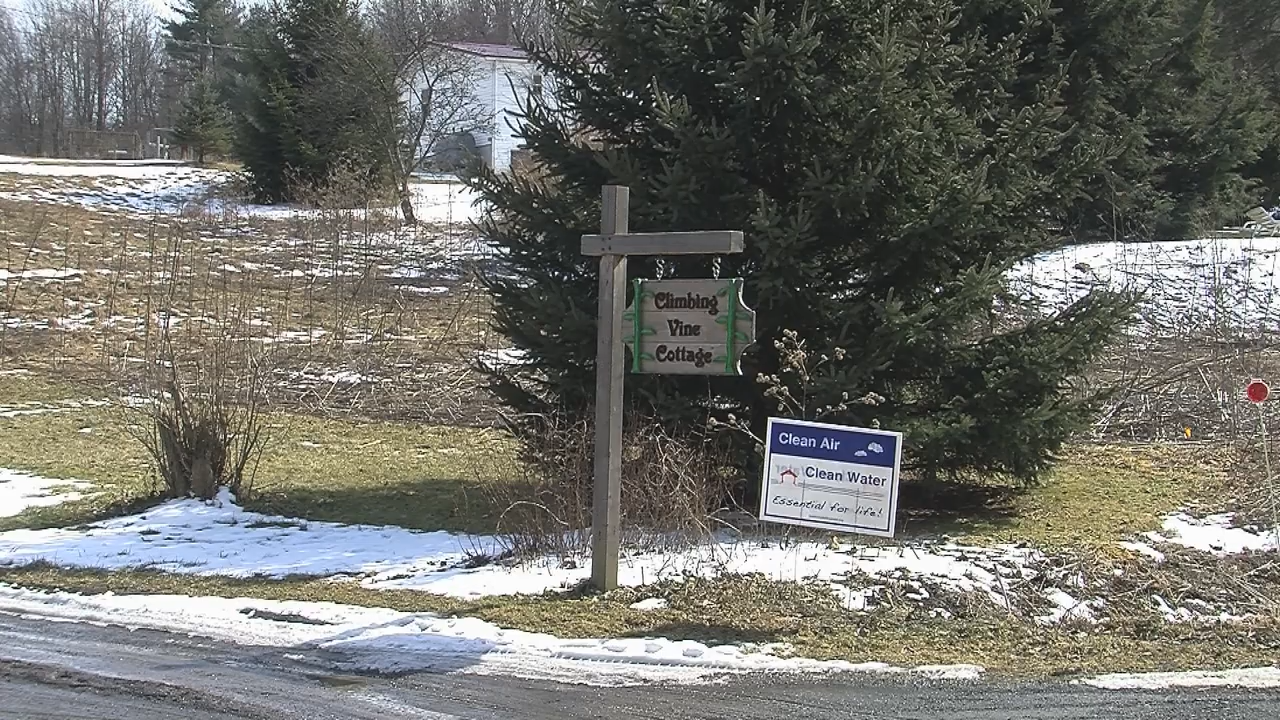 Climbing
Vine
Cottage
Clean Air
Clean Water
Essential for life!